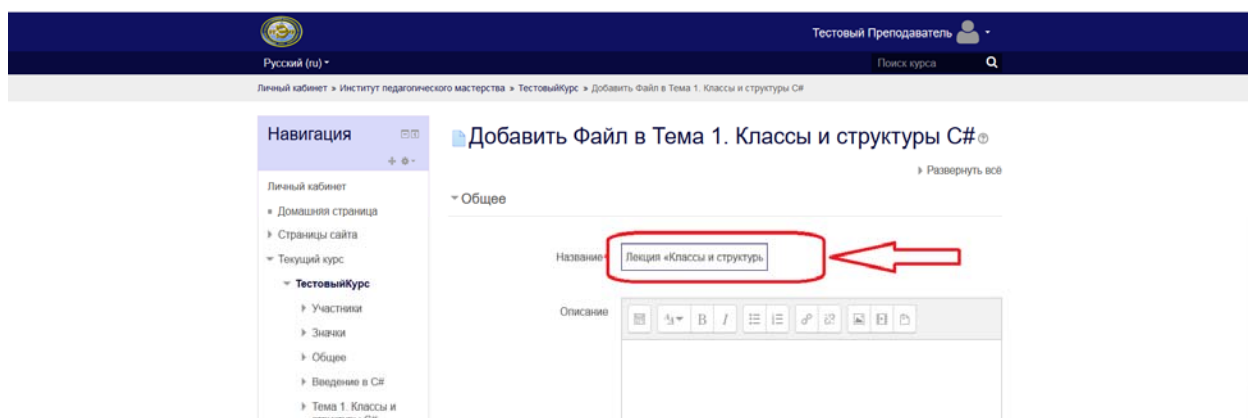 Тестовый Преподаватель
Русский (ru)
Поиск курса
Личный кабинет » Институт педагогического мастерства » ТестовыйКурс » Добавить Файл в Тема 1. Классы и структуры C#
Навигация
Добавить Файл в Тема 1. Классы и структуры C#
Развернуть всё
Личный кабинет
Общее
Домашняя страница
Страницы сайта
Текущий курс
Название*
Лекция «Классы и структурь
ТестовыйКурс
Участники
Описание
B I
Значки
Общее
Введение в C#
Тема 1. Классы и